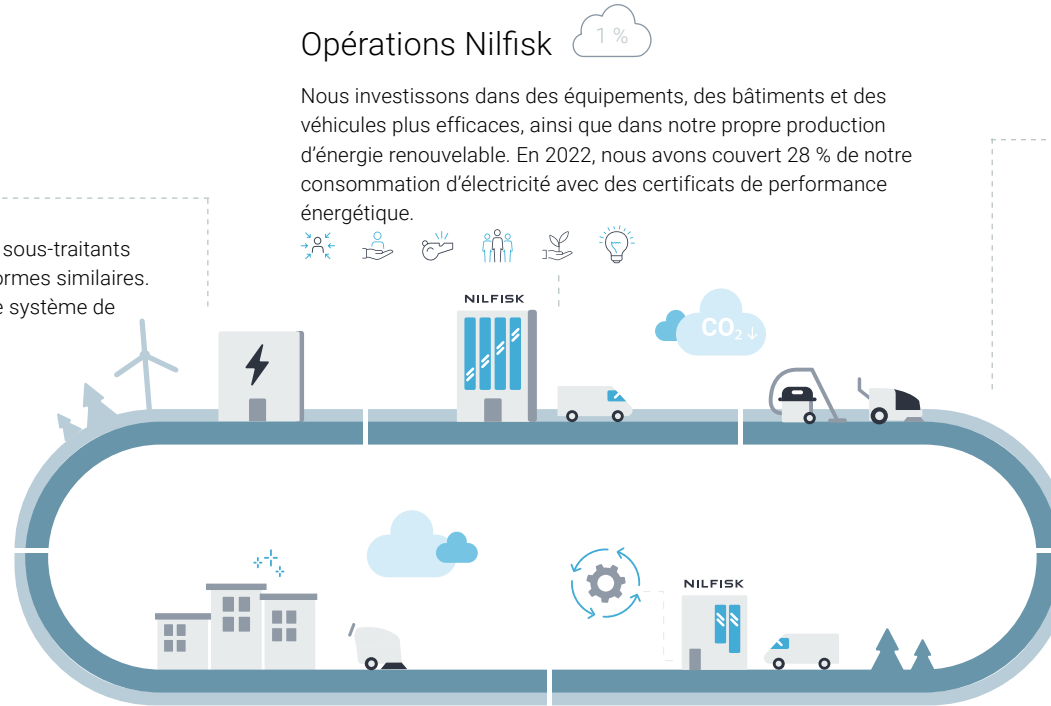 Opérations Nilfisk
1 %
Nous investissons dans des équipements, des bâtiments et des
véhicules plus efficaces, ainsi que dans notre propre production
d’énergie renouvelable. En 2022, nous avons couvert 28 % de notre
consommation d’électricité avec des certificats de performance
énergétique.
sous-traitants
ormes similaires.
e système de
NILFISK
CO₂ ↓
NILFISK